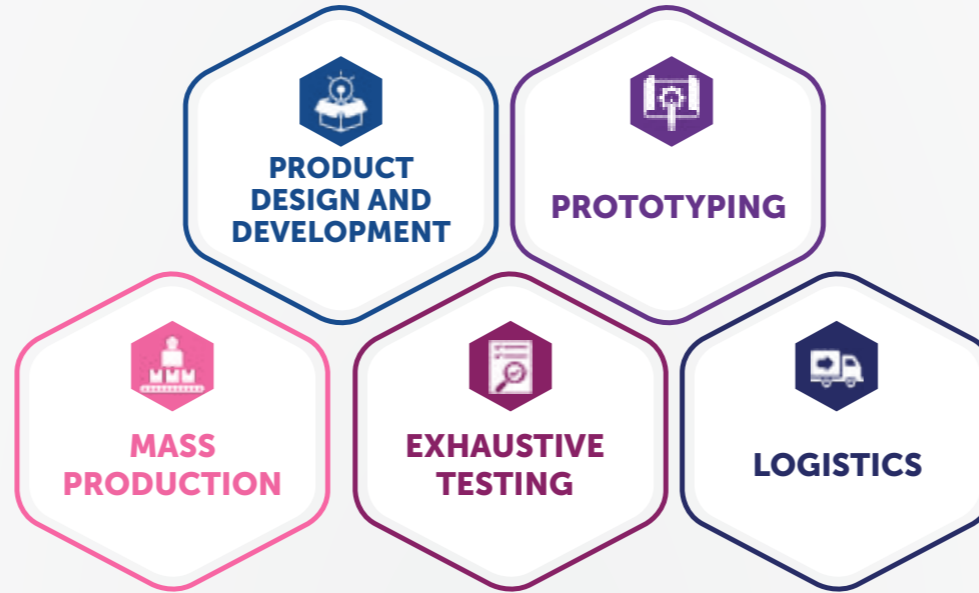 PRODUCT
DESIGN AND
DEVELOPMENT
PROTOTYPING
MASS
PRODUCTION
EXHAUSTIVE
TESTING
LOGISTICS